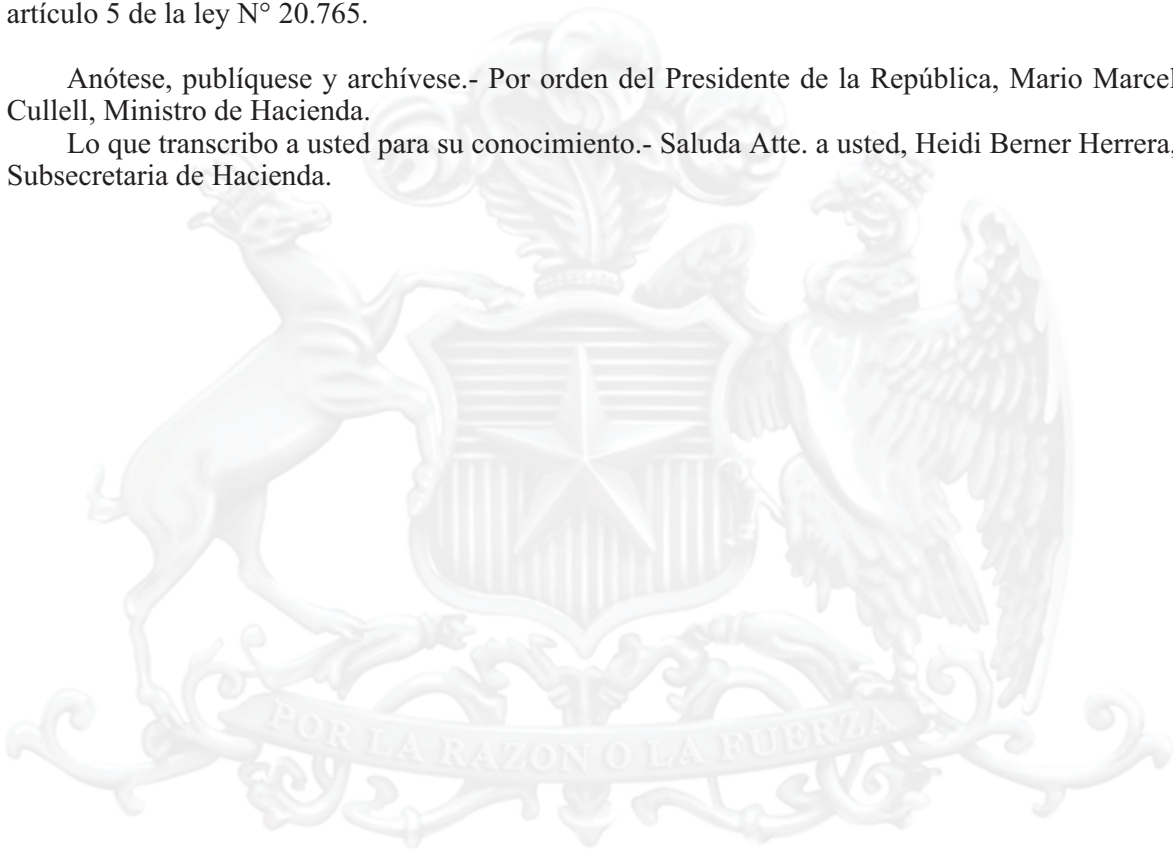 artículo 5 de la ley N° 20.765.
Anótese, publíquese y archívese.- Por orden del Presidente de la República, Mario Marcel
Cullell, Ministro de Hacienda.
Lo que transcribo a usted para su conocimiento.- Saluda Atte. a usted, Heidi Berner Herrera,
Subsecretaria de Hacienda.
POR LA RAZON O LA FUERZA